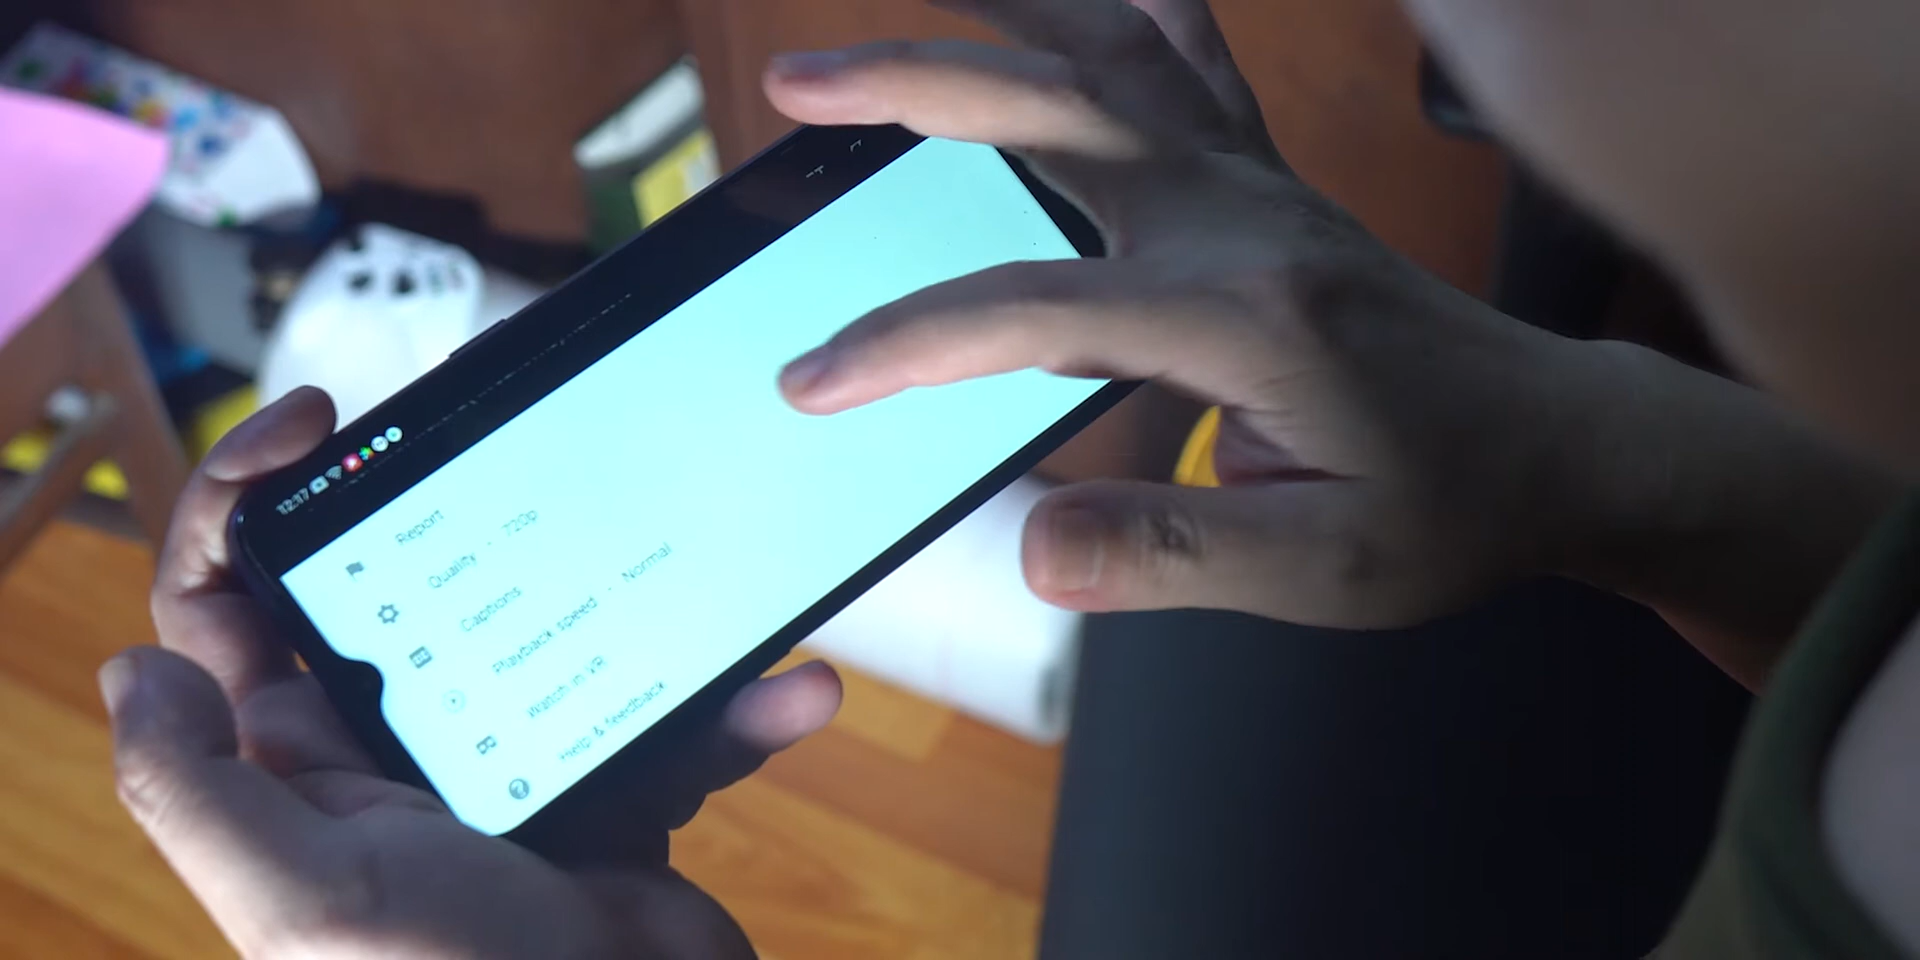 12:17
Report
Quality · 720p
Captions
Playback speed · Normal
Watch in VR
Help & feedback